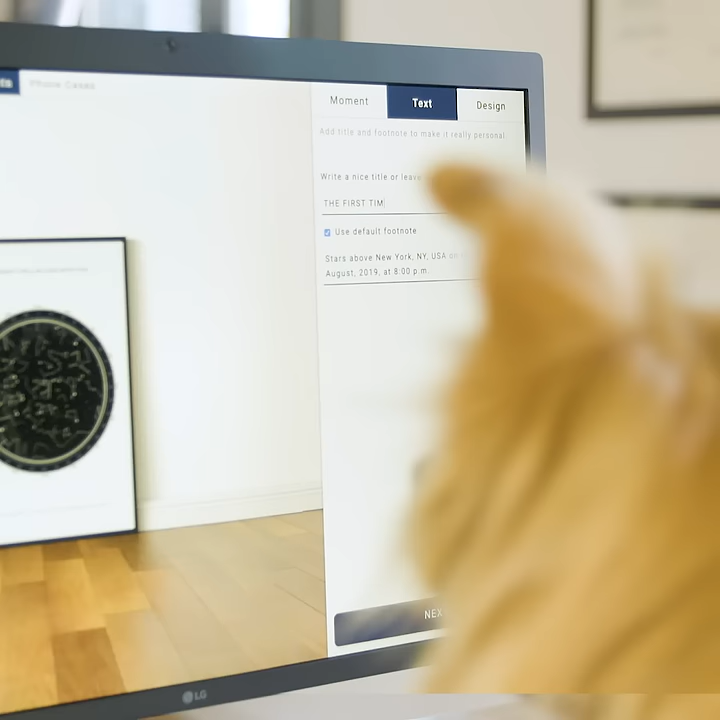 Phone Cases
Moment
Text
Design
Add title and footnote to make it really personal.
Write a nice title or leave
THE FIRST TIM
Use default footnote
Stars above New York, NY, USA on
August, 2019, at 8:00 p.m.
LG